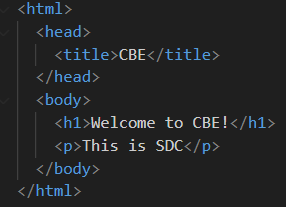 <html>
<head>
<title>CBE</title>
</head>
<body>
<h1>Welcome to CBE!</h1>
<p>This is SDC</p>
</body>
</html>